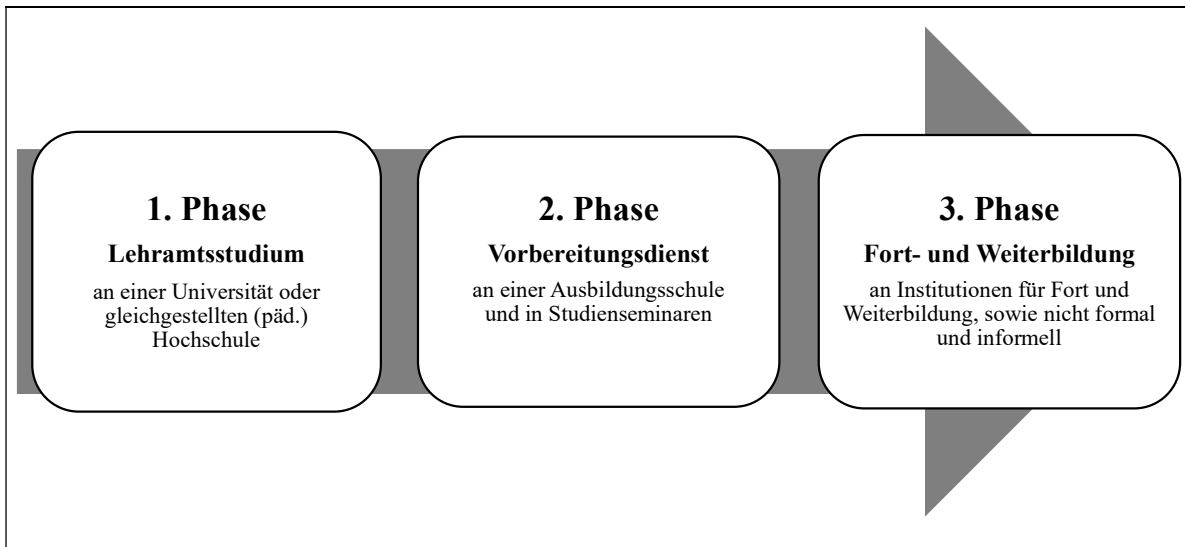 1. Phase
Lehramtsstudium
an einer Universität oder
gleichgestellten (päd.)
Hochschule
2. Phase
Vorbereitungsdienst
an einer Ausbildungsschule
und in Studienseminaren
3. Phase
Fort- und Weiterbildung
an Institutionen für Fort und
Weiterbildung, sowie nicht formal
und informell